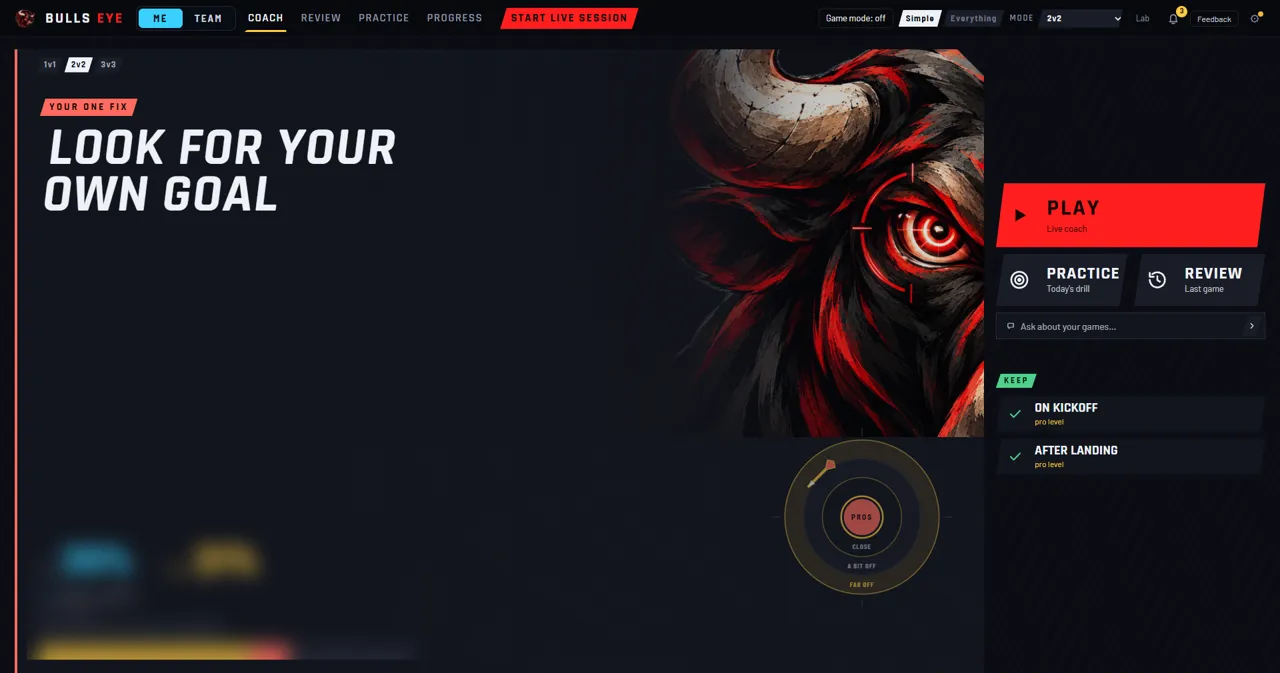 BULLS EYE
ME
TEAM
COACH
REVIEW
PRACTICE
PROGRESS
START LIVE SESSION
Game mode: off
Simple
Everything
MODE
2v2
Lab
3
Feedback
1v1
2v2
3v3
YOUR ONE FIX
LOOK FOR YOUR
OWN GOAL
PLAY
Live coach
PRACTICE
Today's drill
REVIEW
Last game
Ask about your games...
KEEP
ON KICKOFF
pro level
AFTER LANDING
pro level
PROS
CLOSE
A BIT OFF
FAR OFF